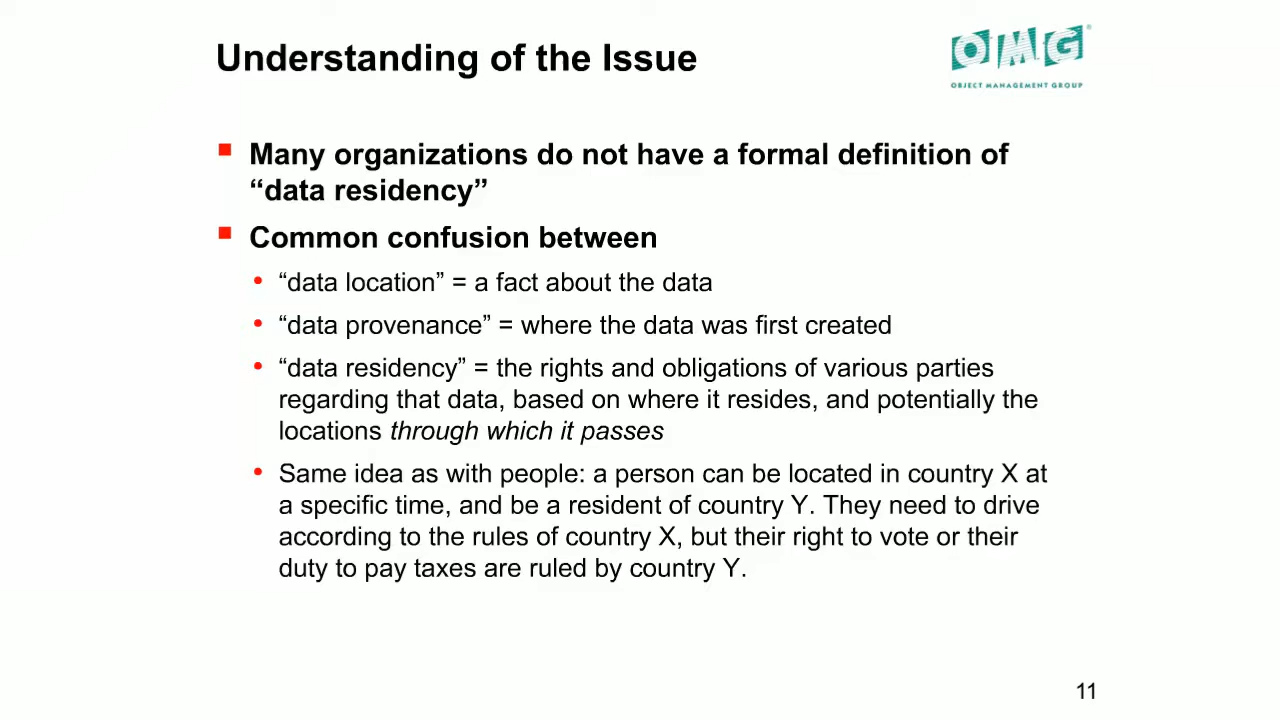 Understanding of the Issue
OMG®
OBJECT MANAGEMENT GROUP
Many organizations do not have a formal definition of
“data residency”
Common confusion between
“data location” = a fact about the data
“data provenance” = where the data was first created
“data residency” = the rights and obligations of various parties
regarding that data, based on where it resides, and potentially the
locations through which it passes
Same idea as with people: a person can be located in country X at
a specific time, and be a resident of country Y. They need to drive
according to the rules of country X, but their right to vote or their
duty to pay taxes are ruled by country Y.
11